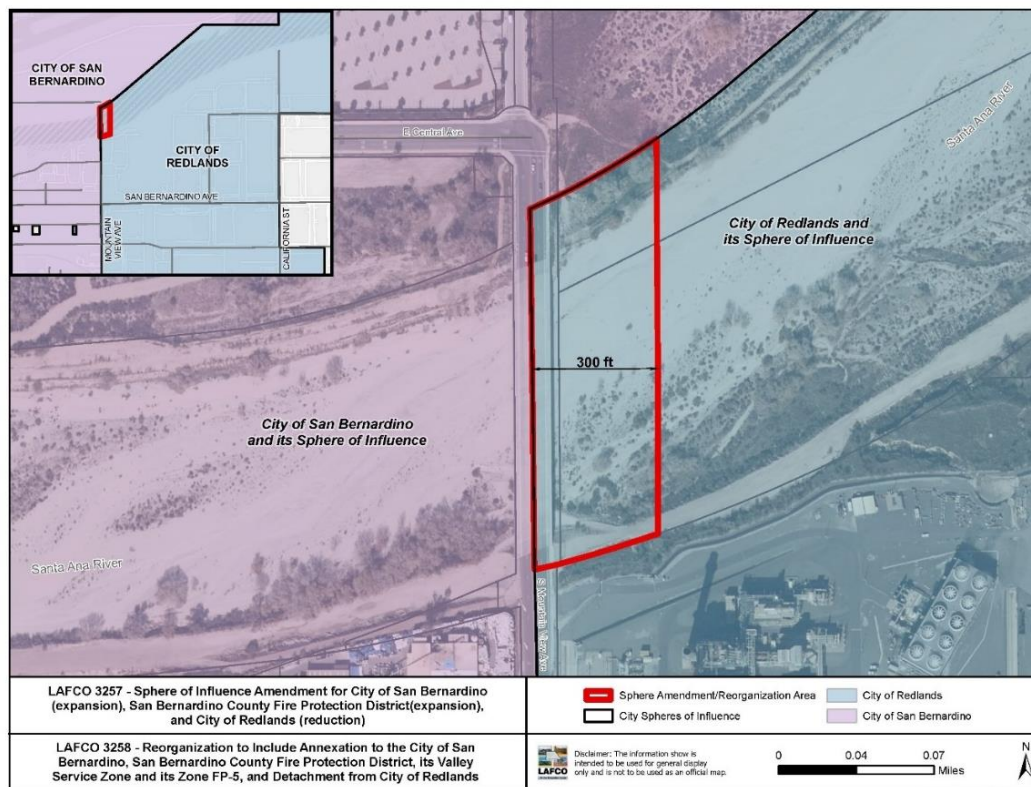 CITY OF SAN
BERNARDINO
CITY OF
REDLANDS
SAN BERNARDINO AVE
MOUNTAIN
VIEW AVE
CALIFORNIA ST
E Central Ave
Santa Ana River
City of Redlands and
its Sphere of Influence
300 ft
City of San Bernardino
and its Sphere of Influence
Santa Ana River
S Mountain View Ave
LAFCO 3257 - Sphere of Influence Amendment for City of San Bernardino
(expansion), San Bernardino County Fire Protection District(expansion),
and City of Redlands (reduction)
LAFCO 3258 - Reorganization to Include Annexation to the City of San
Bernardino, San Bernardino County Fire Protection District, its Valley
Service Zone and its Zone FP-5, and Detachment from City of Redlands
Sphere Amendment/Reorganization Area
City Spheres of Influence
City of Redlands
City of San Bernardino
LAFCO
Disclaimer: The information show is
intended to be used for general display
only and is not to be used as an official map.
0 0.04 0.07
Miles
N